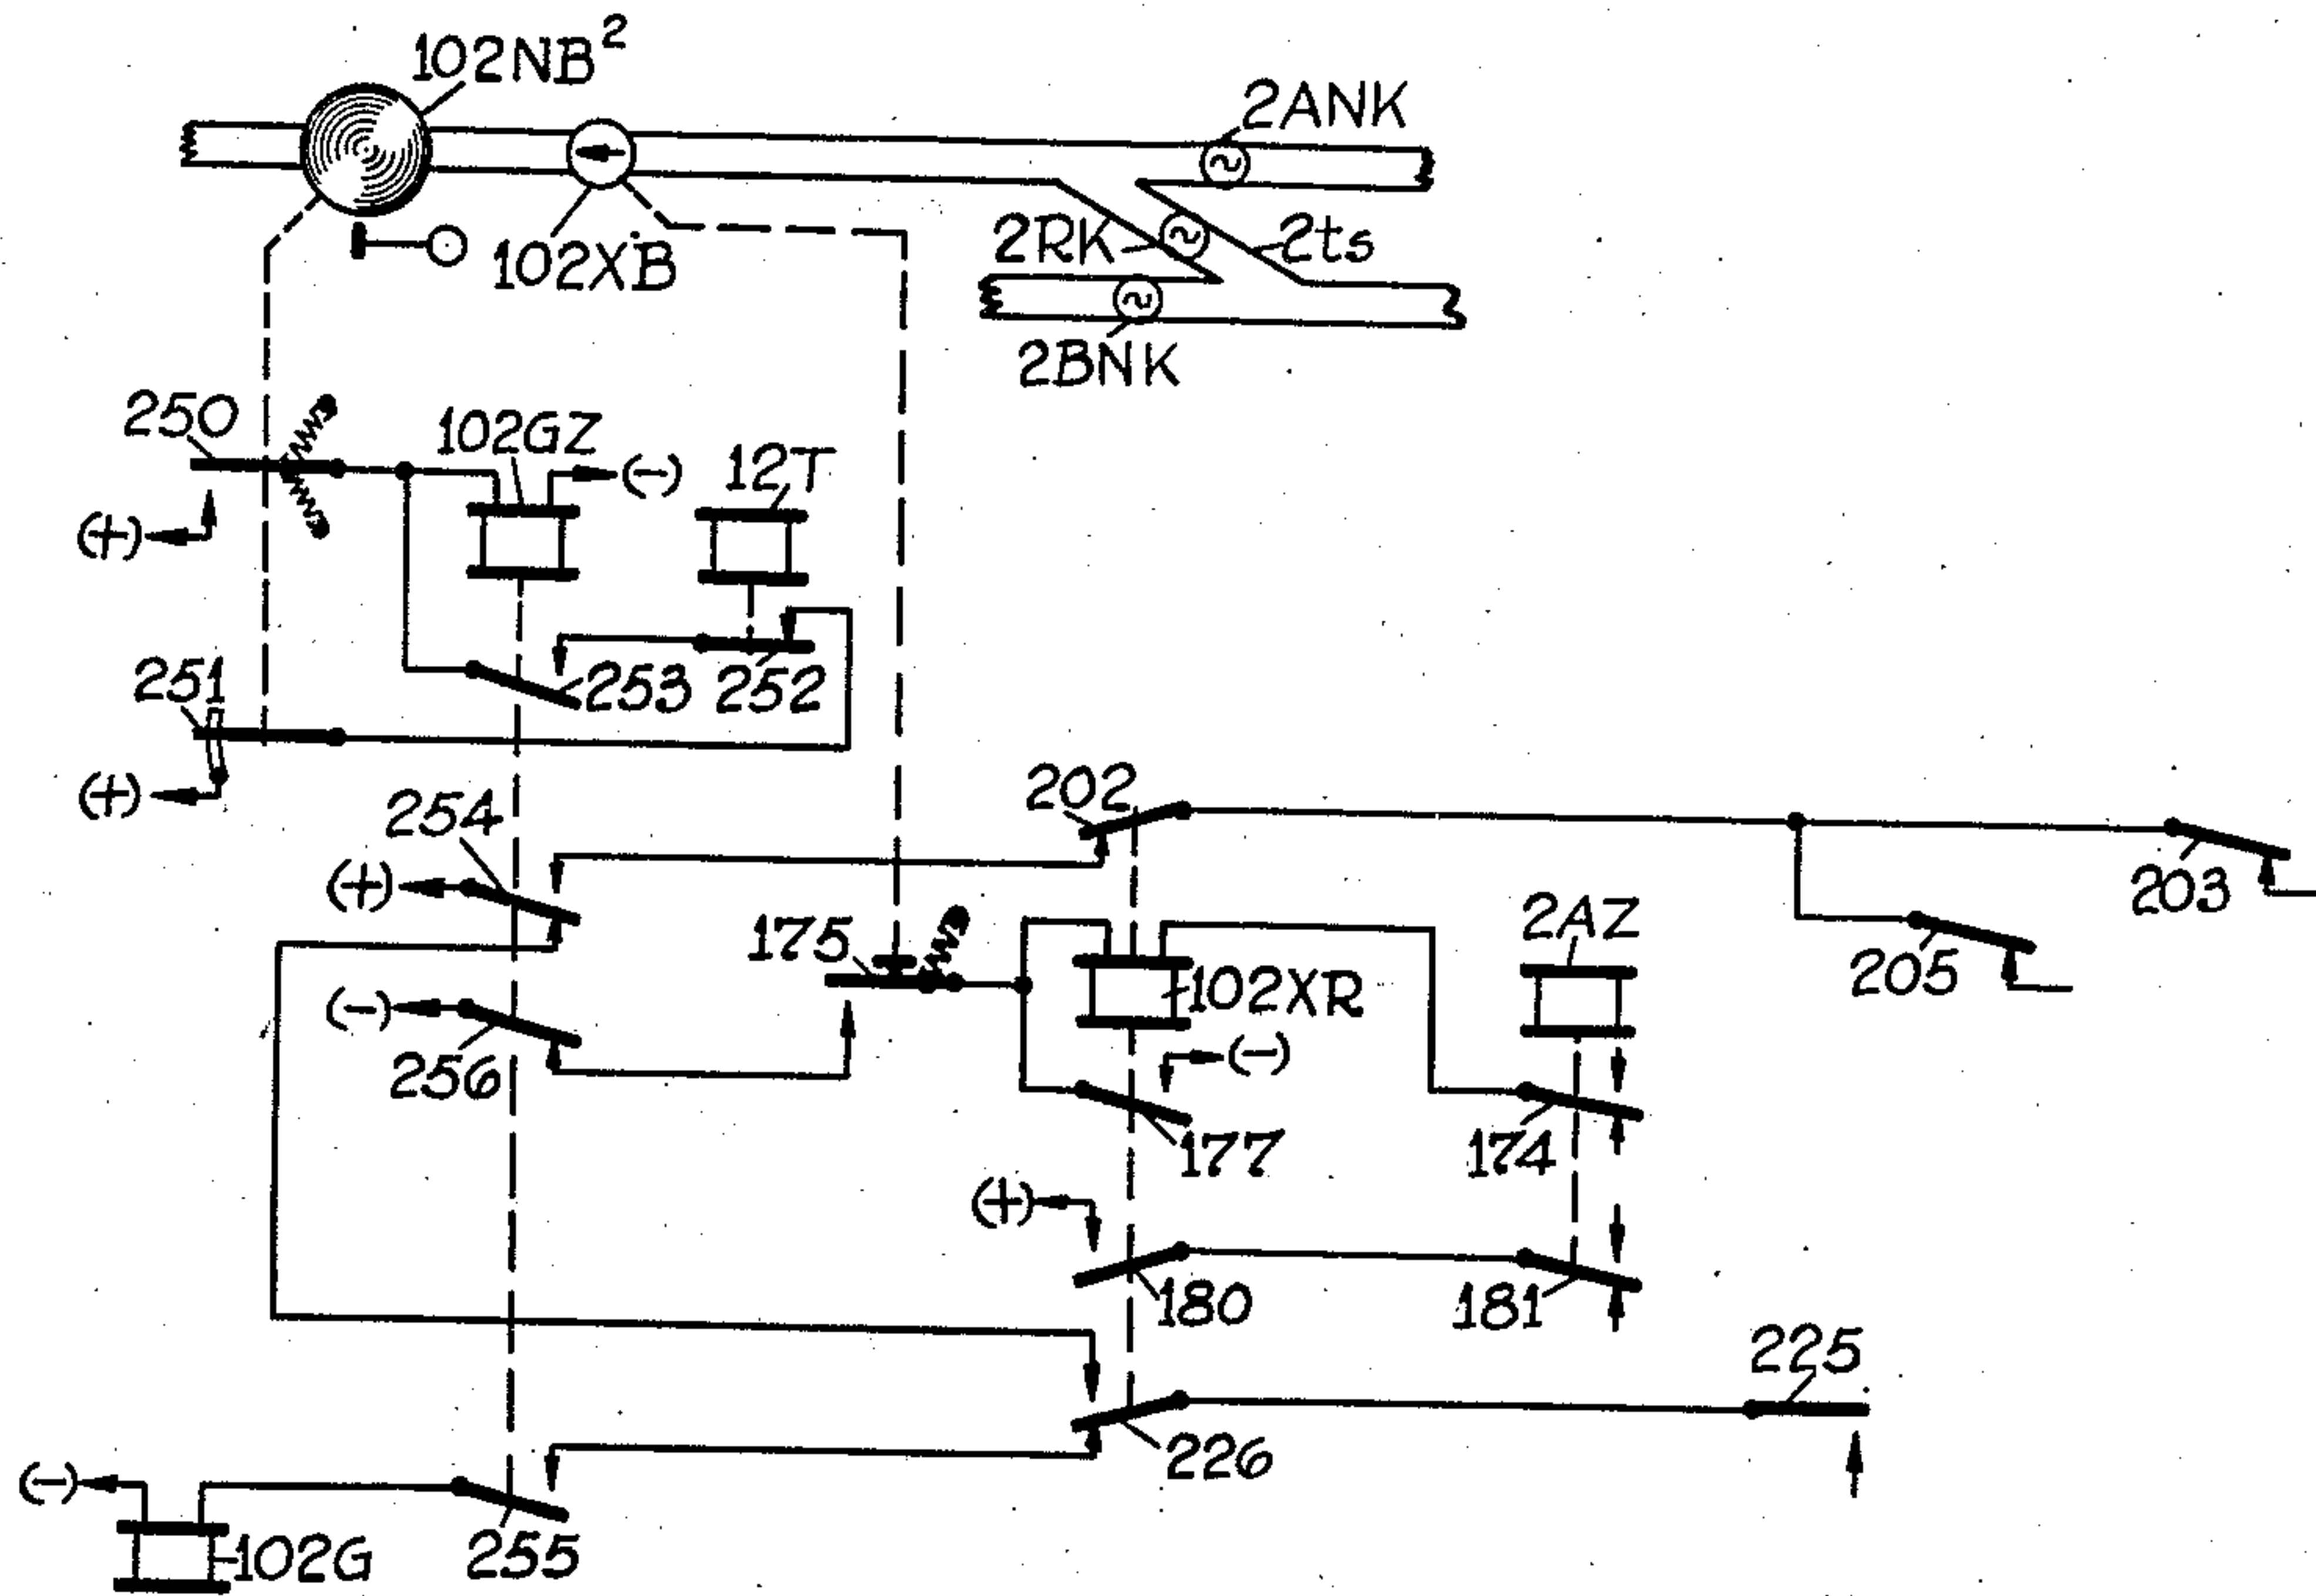 102NB²
2ANK
102XB
2RK
2ts
2BNK
250
102GZ
(-)
12T
(+)
251
253
252
(+)
254
202
(+)
203
175
2AZ
205
(-)
102XR
256
(-)
177
174
(+)
180
181
225
226
(-)
102G
255